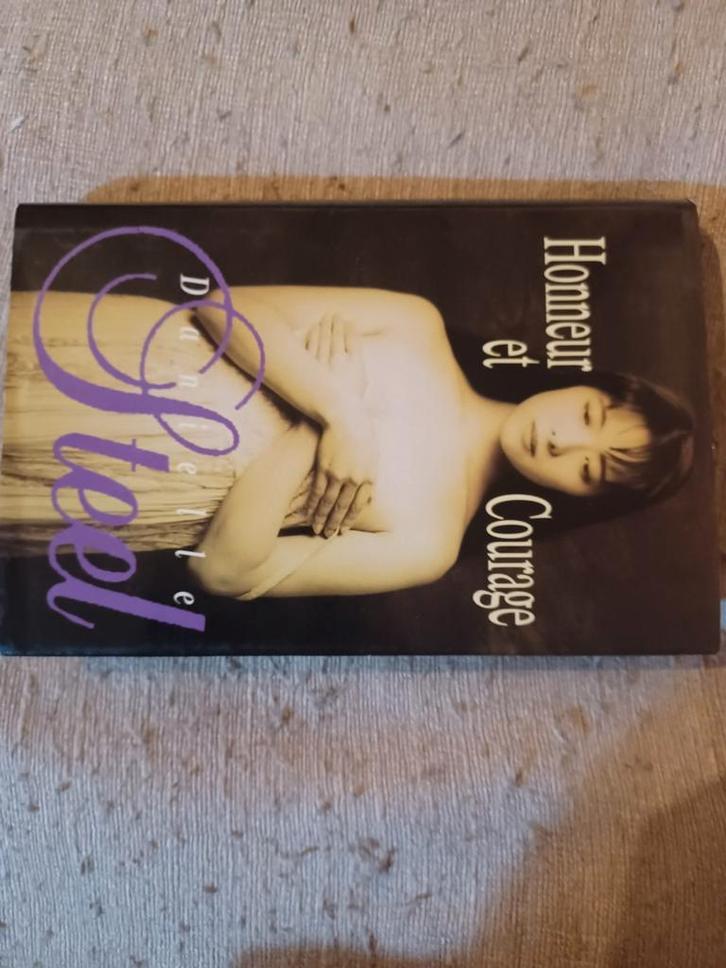 Honneur
et
Courage
Danielle
Steel